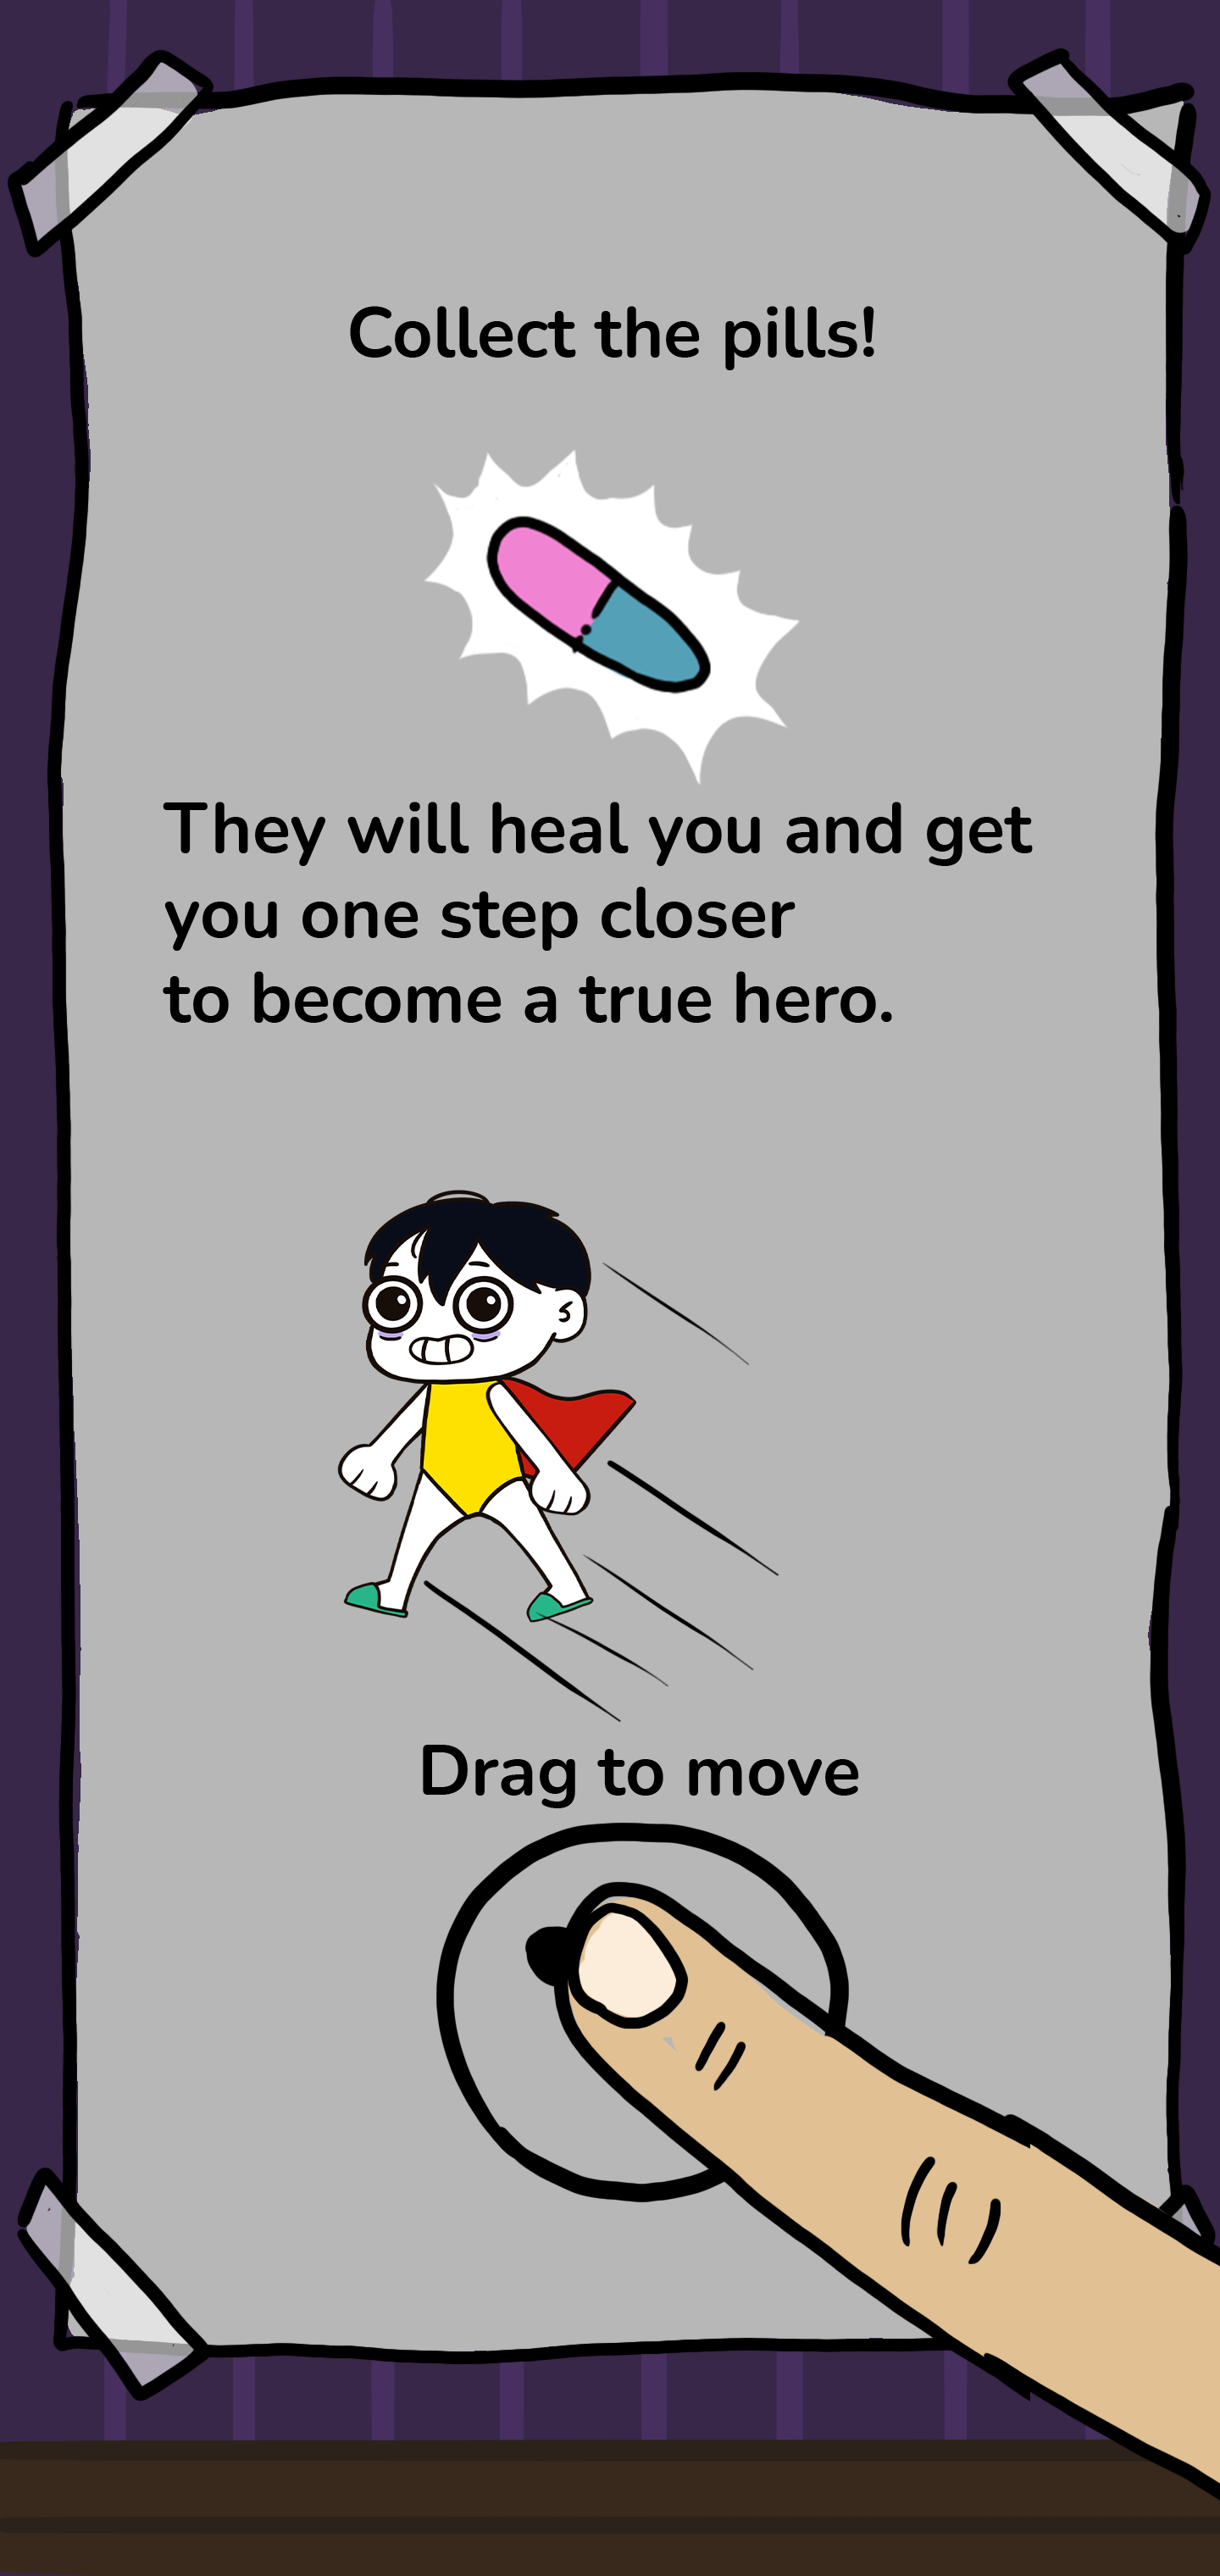 Collect the pills!
They will heal you and get
you one step closer
to become a true hero.
Drag to move